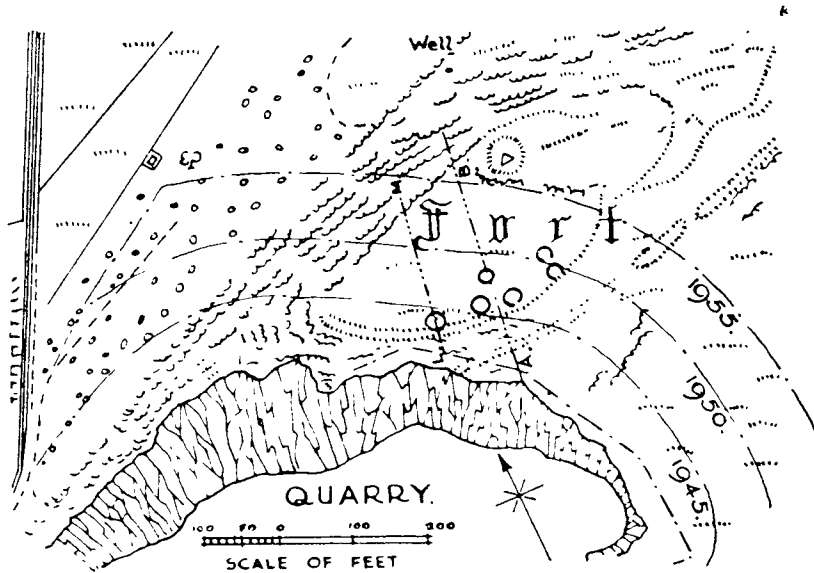 Well
Fort
1955.
1950.
1945.
QUARRY.
100 50 0 100 200
SCALE OF FEET